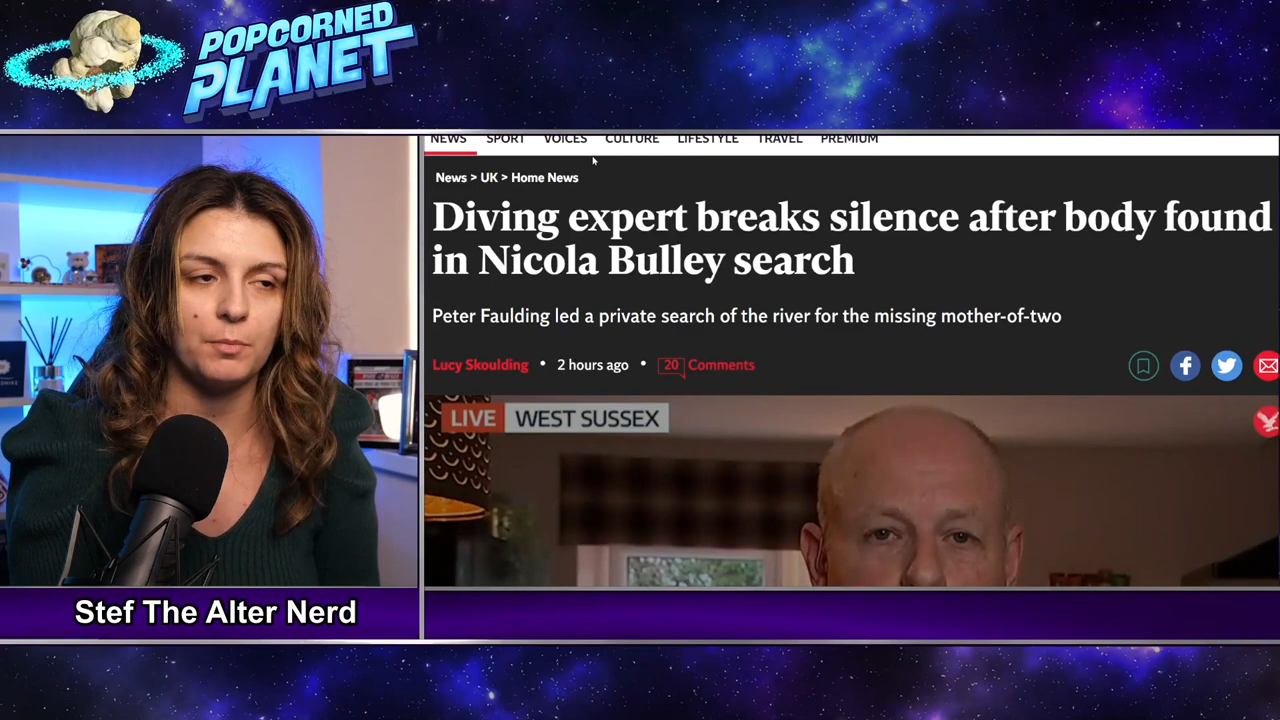 POPCORNED
PLANET
NEWS SPORT VOICES CULTURE LIFESTYLE TRAVEL PREMIUM
News > UK > Home News
Diving expert breaks silence after body found
in Nicola Bulley search
Peter Faulding led a private search of the river for the missing mother-of-two
Lucy Skoulding • 2 hours ago • 20 Comments
LIVE WEST SUSSEX
Stef The Alter Nerd